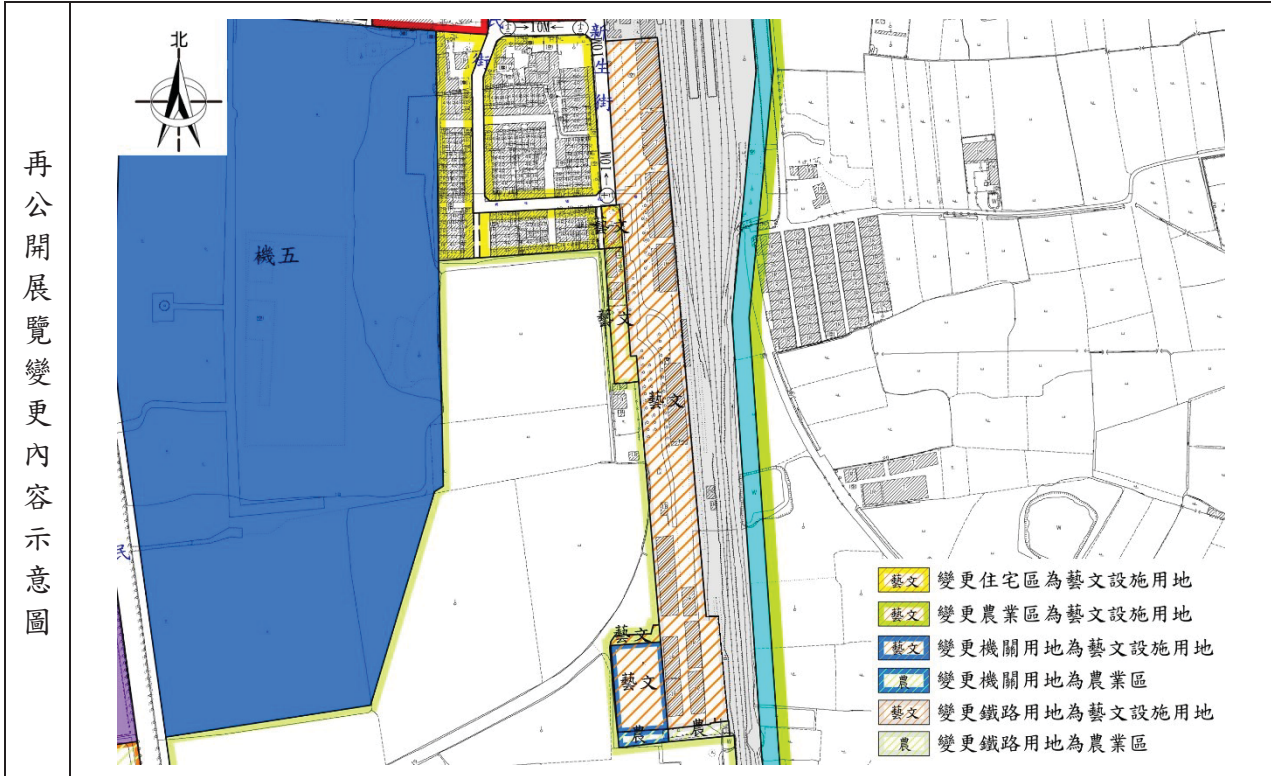 再公開展覽變更內容示意圖
北
民
街
10M
新生街
10M
10M
機五
藝文
藝文
藝文
民
藝文
藝文
農
農
藝文 變更住宅區為藝文設施用地
藝文 變更農業區為藝文設施用地
藝文 變更機關用地為藝文設施用地
農 變更機關用地為農業區
藝文 變更鐵路用地為藝文設施用地
農 變更鐵路用地為農業區